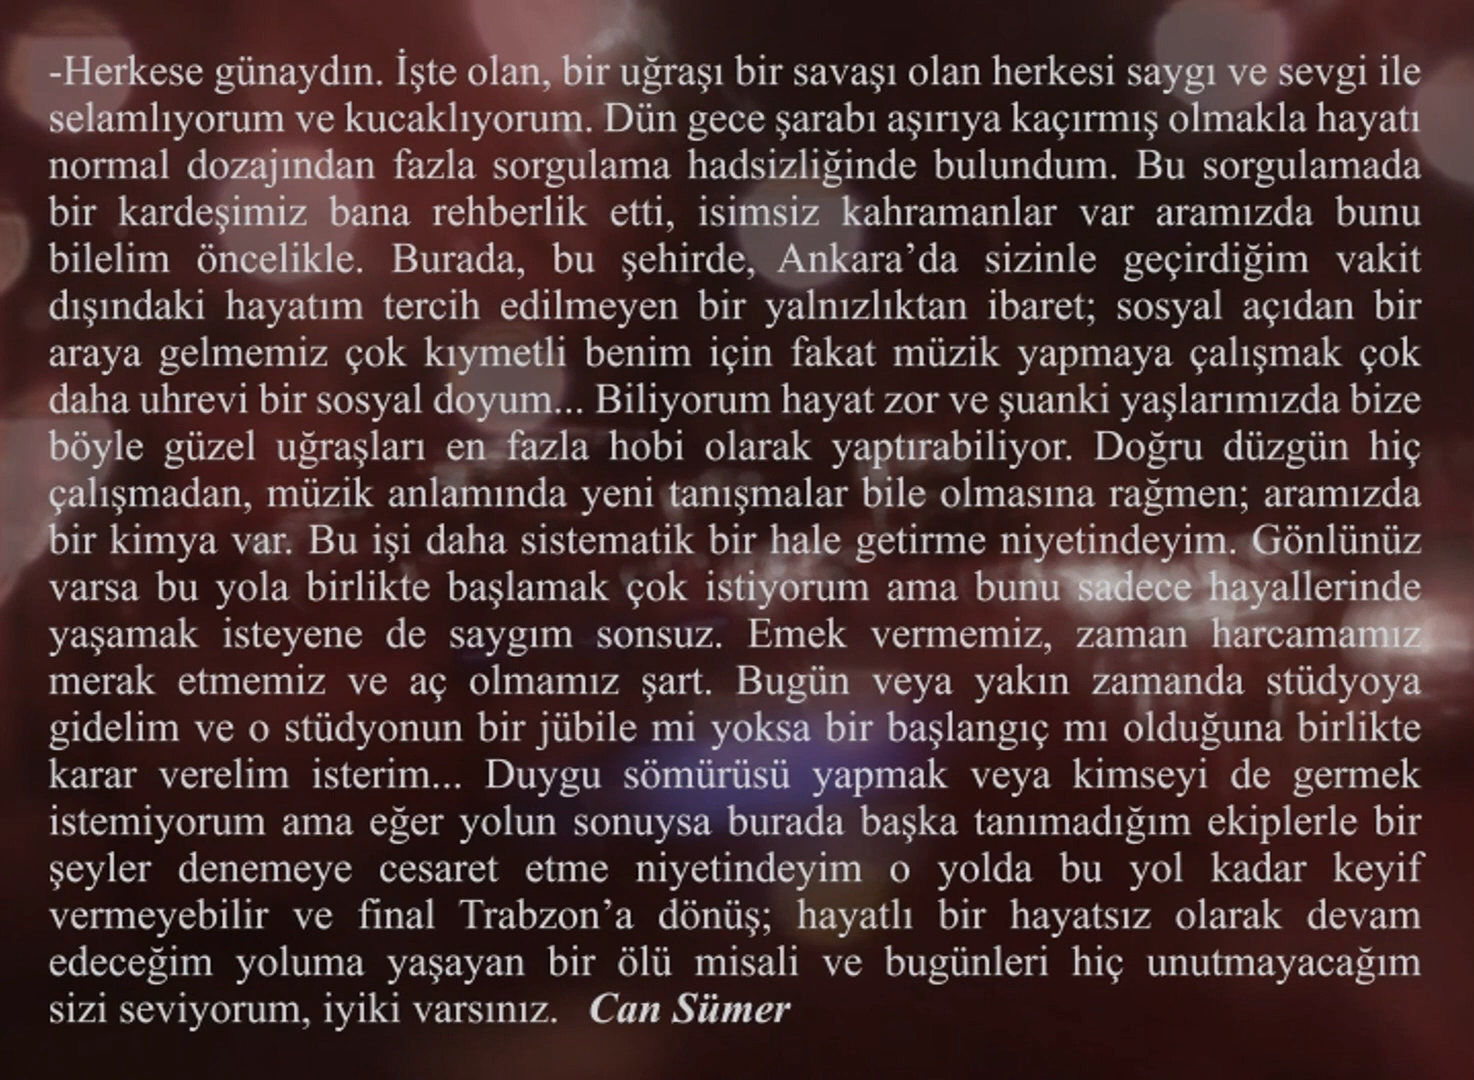 -Herkese günaydın. İşte olan, bir uğraşı bir savaşı olan herkesi saygı ve sevgi ile
selamlıyorum ve kucaklıyorum. Dün gece şarabı aşırıya kaçırmış olmakla hayatı
normal dozajından fazla sorgulama hadsizliğinde bulundum. Bu sorgulamada
bir kardeşimiz bana rehberlik etti, isimsiz kahramanlar var aramızda bunu
bilelim öncelikle. Burada, bu şehirde, Ankara’da sizinle geçirdiğim vakit
dışındaki hayatım tercih edilmeyen bir yalnızlıktan ibaret; sosyal açıdan bir
araya gelmemiz çok kıymetli benim için fakat müzik yapmaya çalışmak çok
daha uhrevi bir sosyal doyum... Biliyorum hayat zor ve şuanki yaşlarımızda bize
böyle güzel uğraşları en fazla hobi olarak yaptırabiliyor. Doğru düzgün hiç
çalışmadan, müzik anlamında yeni tanışmalar bile olmasına rağmen; aramızda
bir kimya var. Bu işi daha sistematik bir hale getirme niyetindeyim. Gönlünüz
varsa bu yola birlikte başlamak çok istiyorum ama bunu sadece hayallerinde
yaşamak isteyene de saygım sonsuz. Emek vermemiz, zaman harcamamız
merak etmemiz ve aç olmamız şart. Bugün veya yakın zamanda stüdyoya
gidelim ve o stüdyonun bir jübile mi yoksa bir başlangıç mı olduğuna birlikte
karar verelim isterim... Duygu sömürüsü yapmak veya kimseyi de germek
istemiyorum ama eğer yolun sonuysa burada başka tanımadığım ekiplerle bir
şeyler denemeye cesaret etme niyetindeyim o yolda bu yol kadar keyif
vermeyebilir ve final Trabzon’a dönüş; hayatlı bir hayatsız olarak devam
edeceğim yoluma yaşayan bir ölü misali ve bugünleri hiç unutmayacağım
sizi seviyorum, iyiki varsınız. Can Sümer